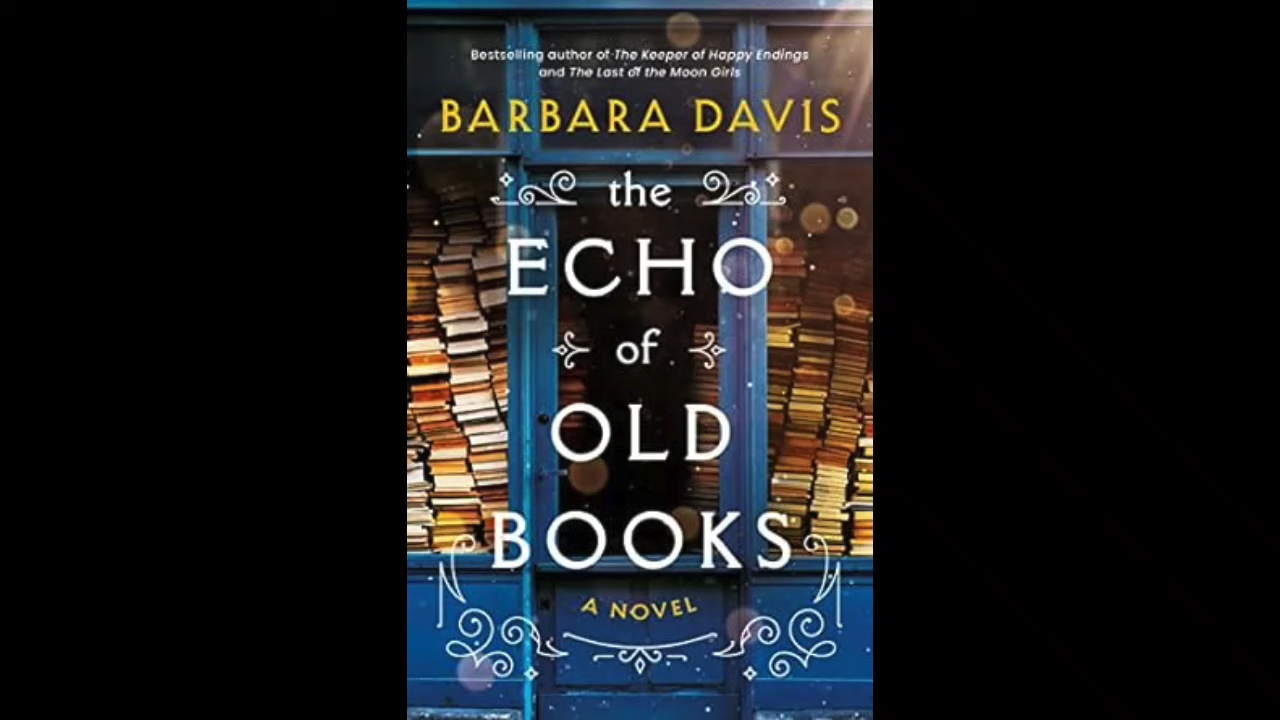 Bestselling author of The Keeper of Happy Endings
and The Last of the Moon Girls
BARBARA DAVIS
the
ECHO
of
OLD
BOOKS
A NOVEL